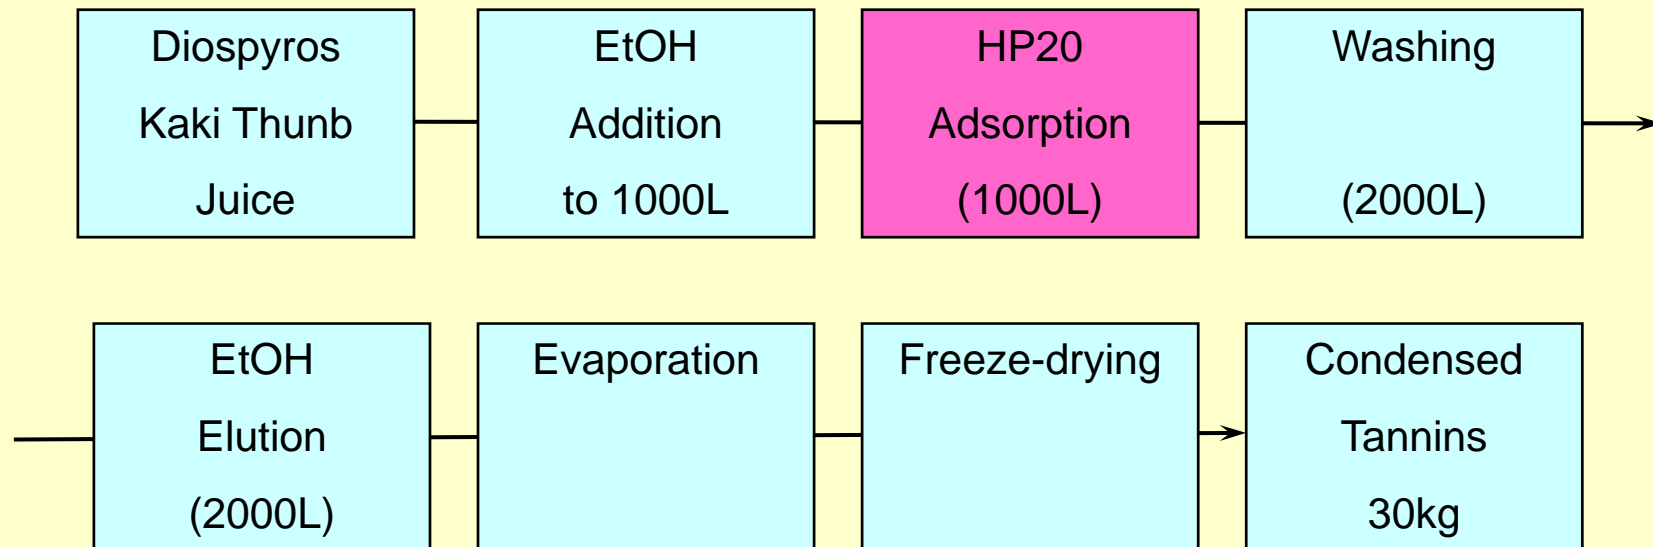 Diospyros
Kaki Thunb
Juice
EtOH
Addition
to 1000L
HP20
Adsorption
(1000L)
Washing
(2000L)
EtOH
Elution
(2000L)
Evaporation
Freeze-drying
Condensed
Tannins
30kg